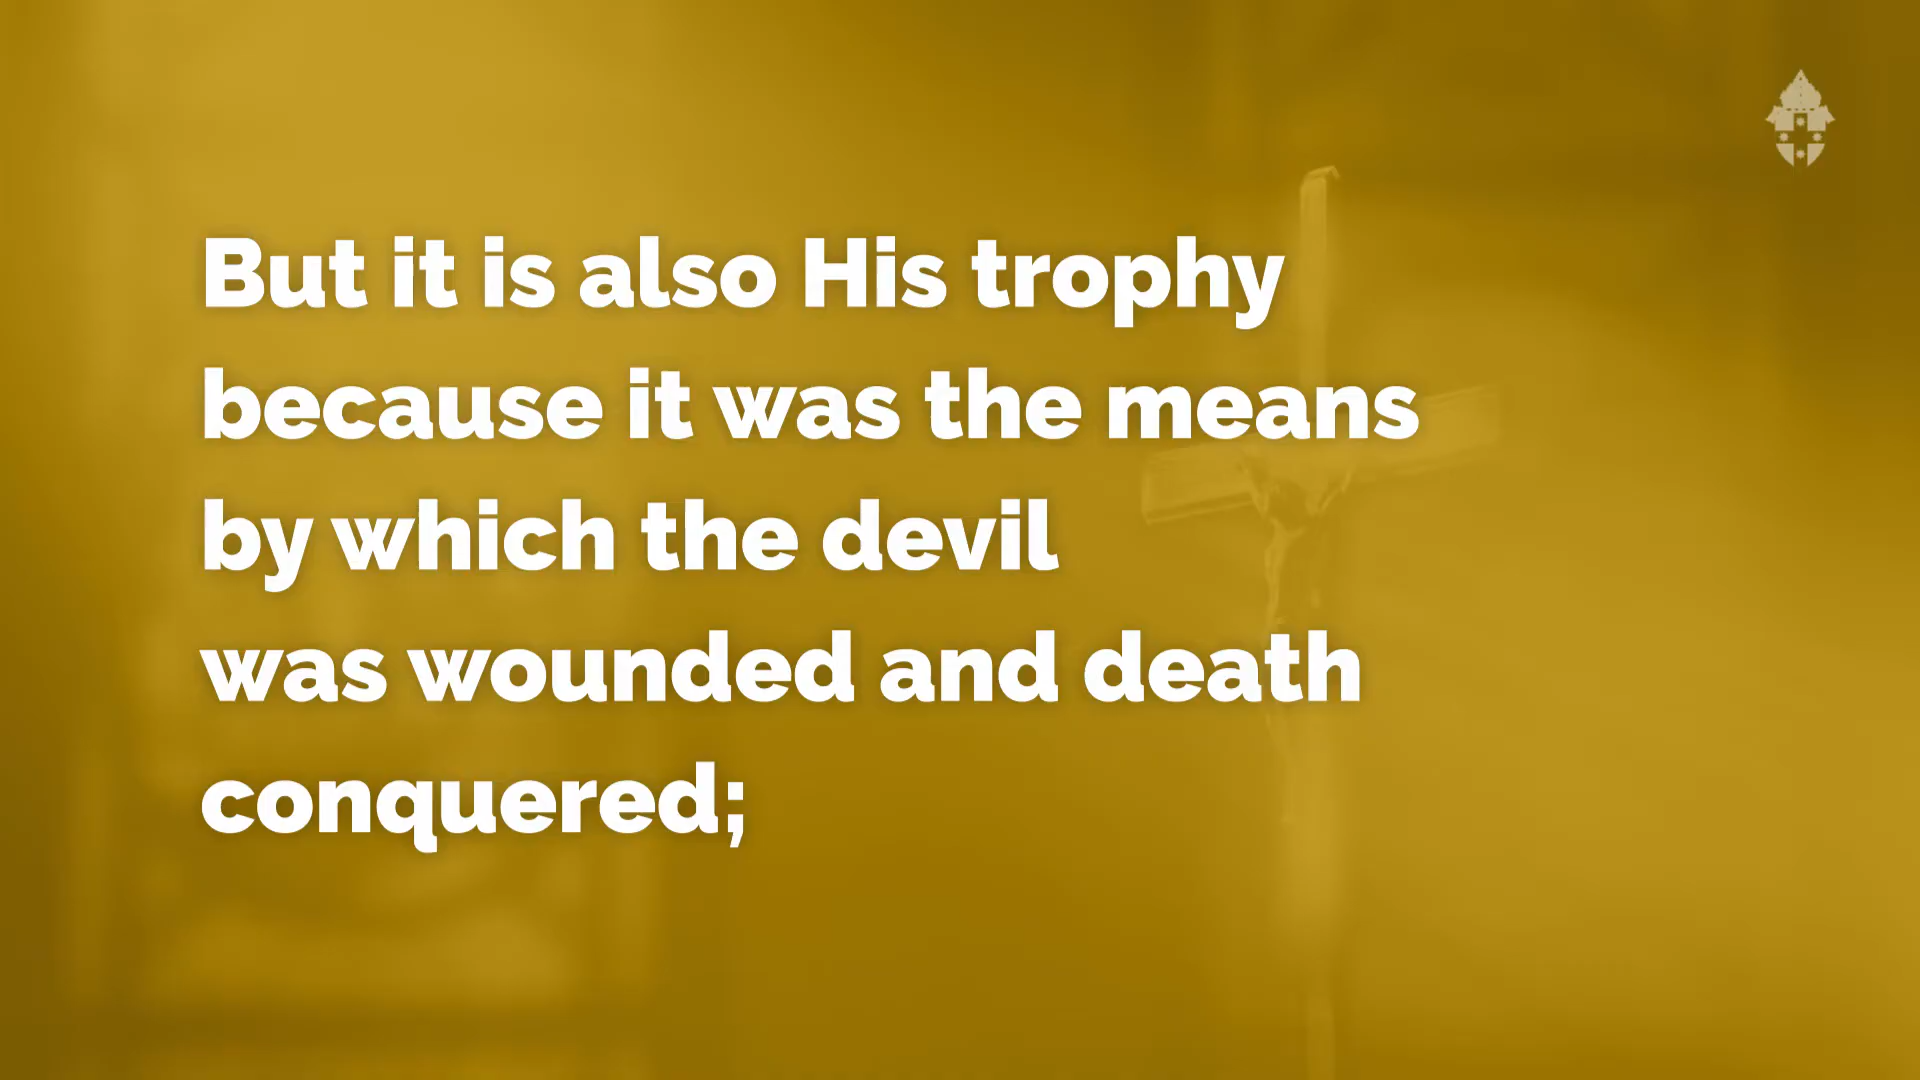 But it is also His trophy
because it was the means
by which the devil
was wounded and death
conquered;